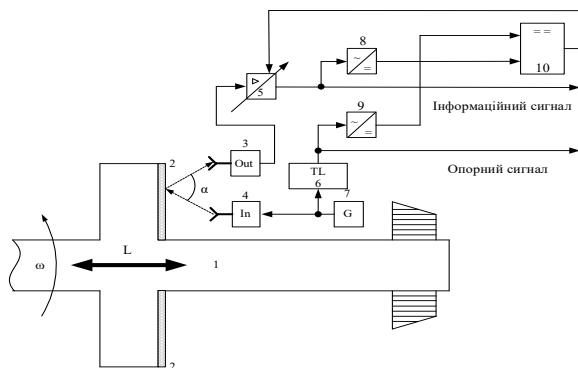 8
~
=
= =
10
▷
5
Інформаційний сигнал
9
~
=
3
Out
2
TL
6
Опорний сигнал
α
4
In
7
G
L
ω
1
2